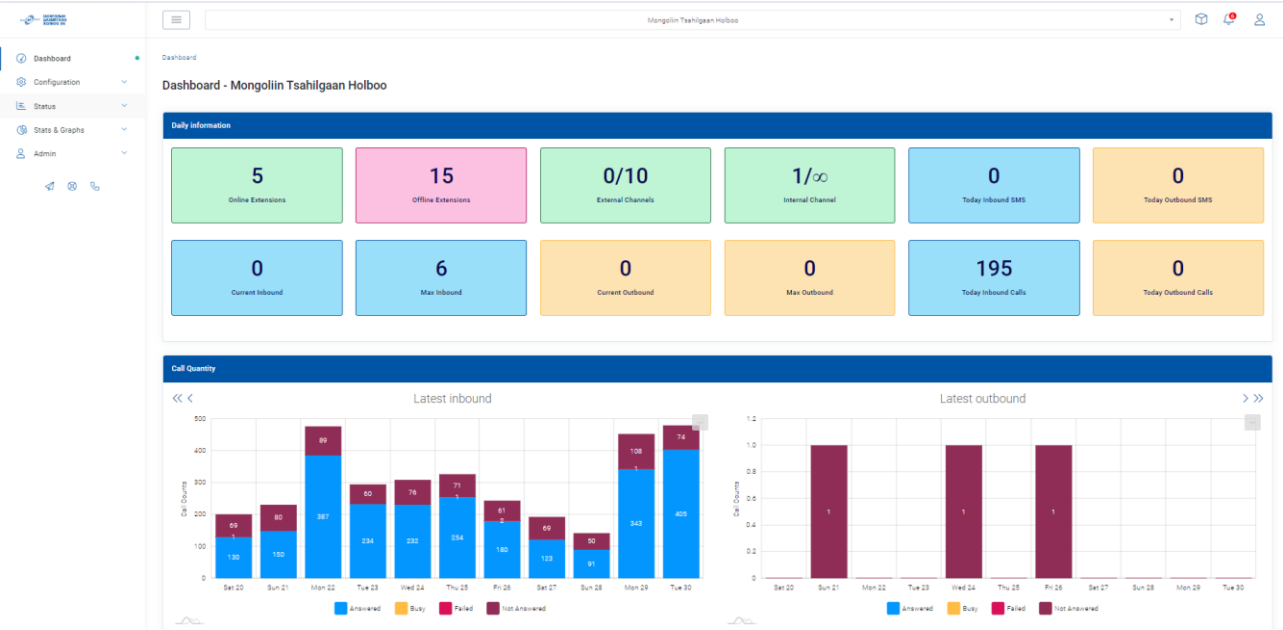 Mongoliin Tsahilgaan Holboo
6
Dashboard
Configuration
Status
Stats & Graphs
Admin
Dashboard
Dashboard - Mongoliin Tsahilgaan Holboo
Daily information
5
Online Extensions
15
Offline Extensions
0/10
External Channels
1/∞
Internal Channel
0
Today Inbound SMS
0
Today Outbound SMS
0
Current Inbound
6
Max Inbound
0
Current Outbound
0
Max Outbound
195
Today Inbound Calls
0
Today Outbound Calls
Call Quantity
Latest inbound
Call Counts
500
400
300
200
100
0
69 80 89 60 76 71 61 69 50 108 74
1 1 2 1
130 150 387 234 232 254 180 123 91 343 405
Sat 20 Sun 21 Mon 22 Tue 23 Wed 24 Thu 25 Fri 26 Sat 27 Sun 28 Mon 29 Tue 30
Answered Busy Failed Not Answered
Latest outbound
Call Counts
1.2
1.0
0.8
0.6
0.4
0.2
0
1 1 1
Sat 20 Sun 21 Mon 22 Tue 23 Wed 24 Thu 25 Fri 26 Sat 27 Sun 28 Mon 29 Tue 30
Answered Busy Failed Not Answered